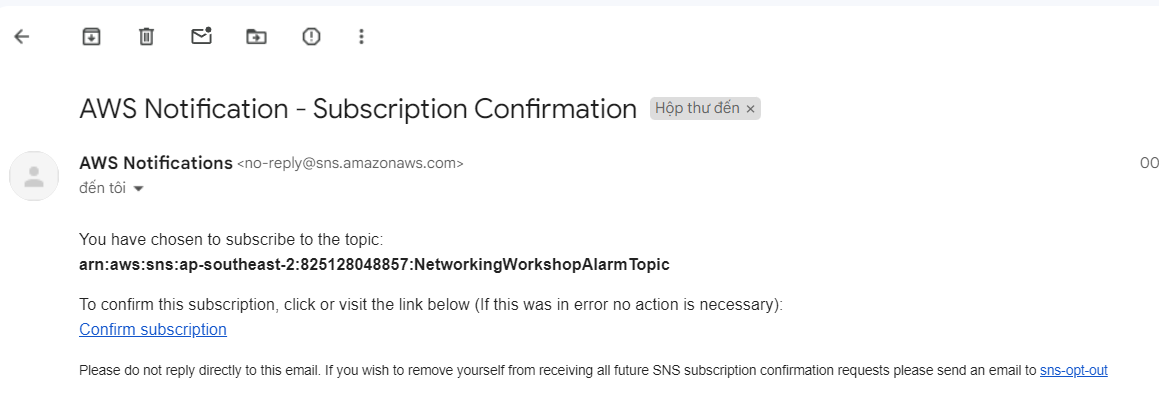 AWS Notification - Subscription Confirmation Hộp thư đến ×
AWS Notifications <no-reply@sns.amazonaws.com> 00
đến tôi
You have chosen to subscribe to the topic:
arn:aws:sns:ap-southeast-2:825128048857:NetworkingWorkshopAlarmTopic
To confirm this subscription, click or visit the link below (If this was in error no action is necessary):
Confirm subscription
Please do not reply directly to this email. If you wish to remove yourself from receiving all future SNS subscription confirmation requests please send an email to sns-opt-out